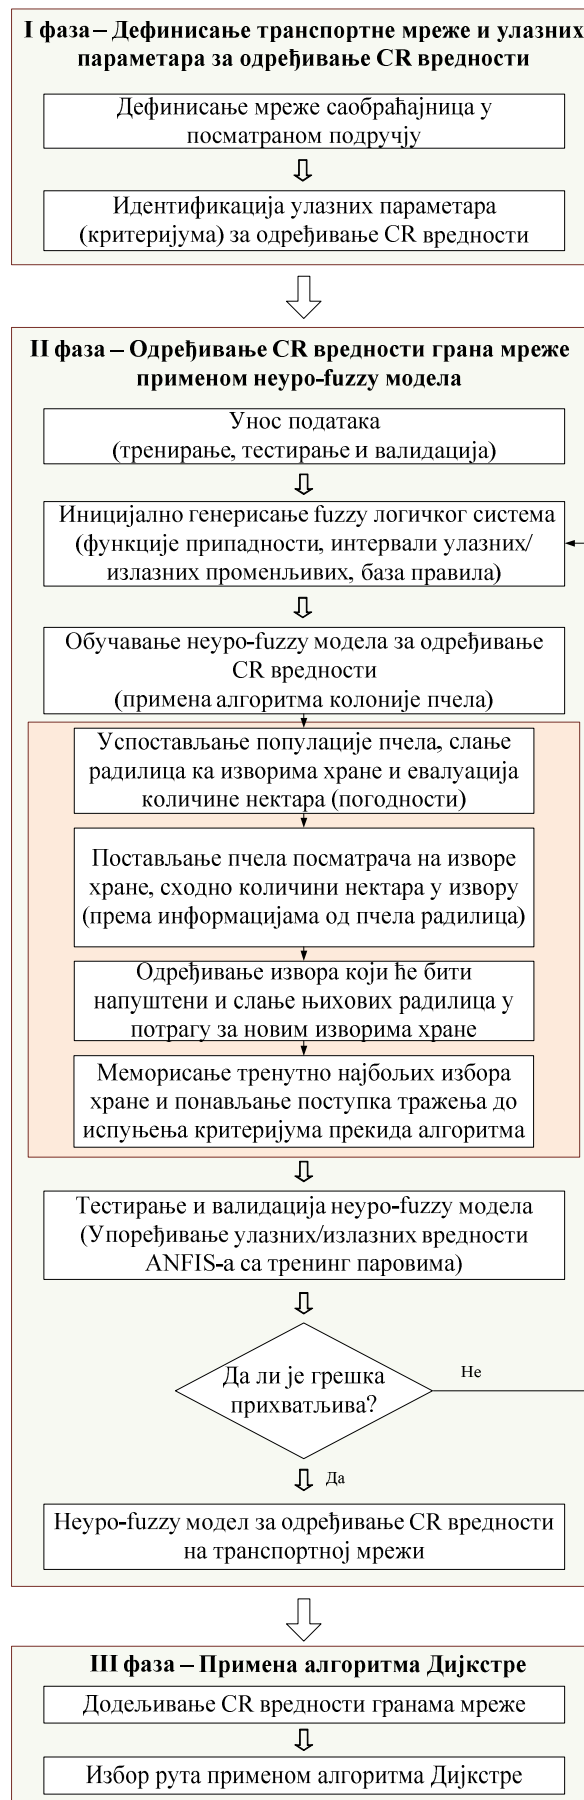 I фаза – Дефинисање транспортне мреже и улазних
параметара за одређивање CR вредности
Дефинисање мреже саобраћајница у
посматраном подручју
Идентификација улазних параметара
(критеријума) за одређивање CR вредности
II фаза – Одређивање CR вредности грана мреже
применом неуро-fuzzy модела
Унос података
(тренирање, тестирање и валидација)
Иницијално генерисање fuzzy логичког система
(функције припадности, интервали улазних/
излазних променљивих, база правила)
Обучавање неуро-fuzzy модела за одређивање
CR вредности
(примена алгоритма колоније пчела)
Успостављање популације пчела, слање
радилица ка изворима хране и евалуација
количине нектара (погодности)
Постављање пчела посматрача на изворе
хране, сходно количини нектара у извору
(према информацијама од пчела радилица)
Одређивање извора који ће бити
напуштени и слање њихових радилица у
потрагу за новим изворима хране
Меморисање тренутно најбољих избора
хране и понављање поступка тражења до
испуњења критеријума прекида алгоритма
Тестирање и валидација неуро-fuzzy модела
(Упоређивање улазних/излазних вредности
ANFIS-а са тренинг паровима)
Да ли је грешка
прихватљива?
Не
Да
Неуро-fuzzy модел за одређивање CR вредности
на транспортној мрежи
III фаза – Примена алгоритма Дијкстре
Додељивање CR вредности гранама мреже
Избор рута применом алгоритма Дијкстре